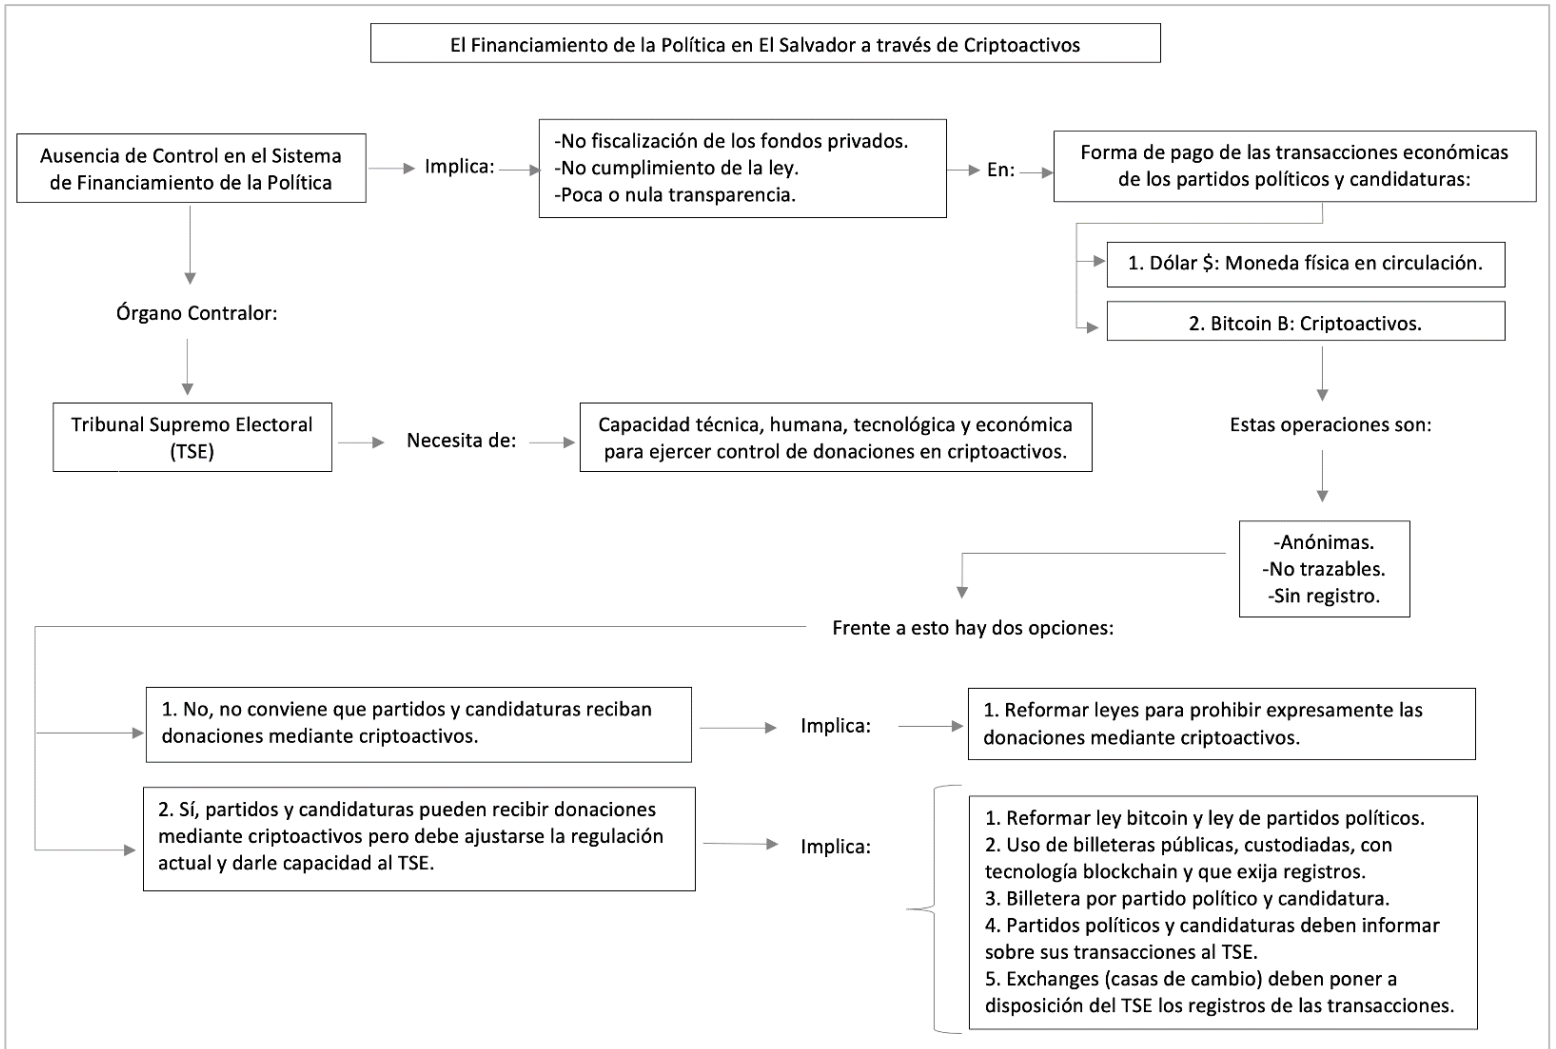 El Financiamiento de la Política en El Salvador a través de Criptoactivos
Ausencia de Control en el Sistema
de Financiamiento de la Política
Implica:
-No fiscalización de los fondos privados.
-No cumplimiento de la ley.
-Poca o nula transparencia.
En:
Forma de pago de las transacciones económicas
de los partidos políticos y candidaturas:
1. Dólar $: Moneda física en circulación.
2. Bitcoin B: Criptoactivos.
Órgano Contralor:
Tribunal Supremo Electoral
(TSE)
Necesita de:
Capacidad técnica, humana, tecnológica y económica
para ejercer control de donaciones en criptoactivos.
Estas operaciones son:
-Anónimas.
-No trazables.
-Sin registro.
Frente a esto hay dos opciones:
1. No, no conviene que partidos y candidaturas reciban
donaciones mediante criptoactivos.
Implica:
1. Reformar leyes para prohibir expresamente las
donaciones mediante criptoactivos.
2. Sí, partidos y candidaturas pueden recibir donaciones
mediante criptoactivos pero debe ajustarse la regulación
actual y darle capacidad al TSE.
Implica:
1. Reformar ley bitcoin y ley de partidos políticos.
2. Uso de billeteras públicas, custodiadas, con
tecnología blockchain y que exija registros.
3. Billetera por partido político y candidatura.
4. Partidos políticos y candidaturas deben informar
sobre sus transacciones al TSE.
5. Exchanges (casas de cambio) deben poner a
disposición del TSE los registros de las transacciones.